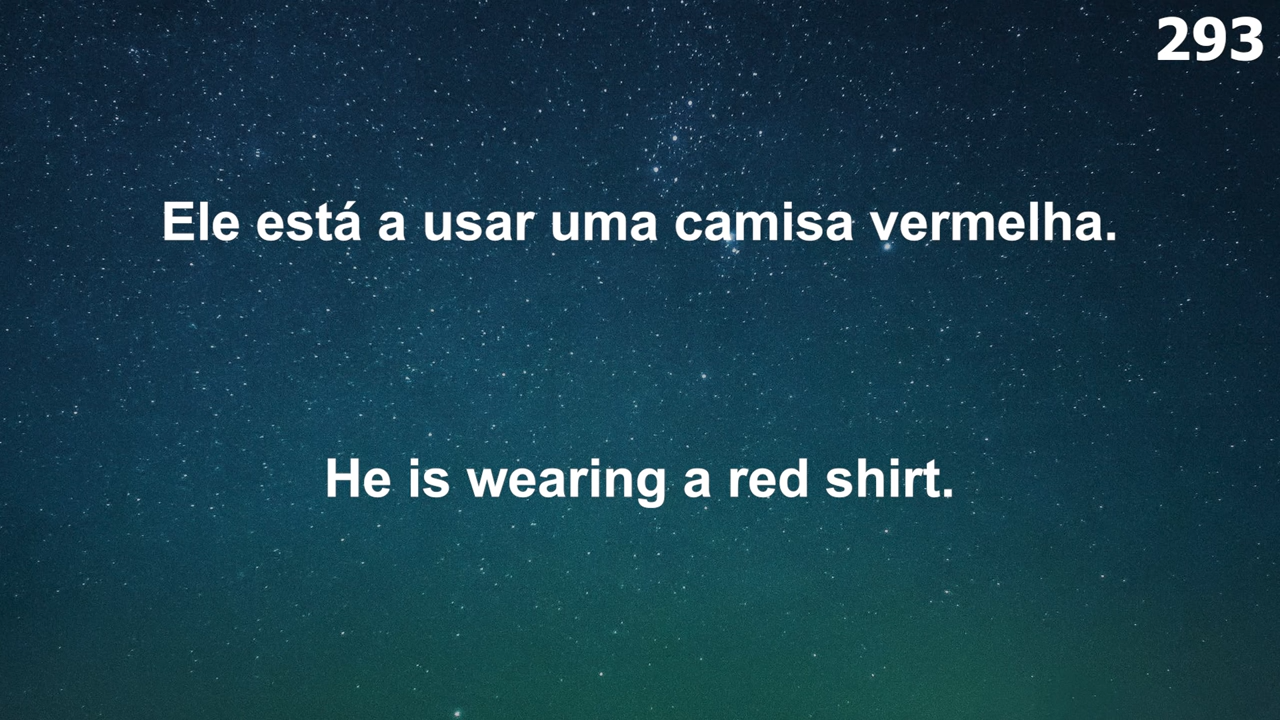 293
Ele está a usar uma camisa vermelha.
He is wearing a red shirt.